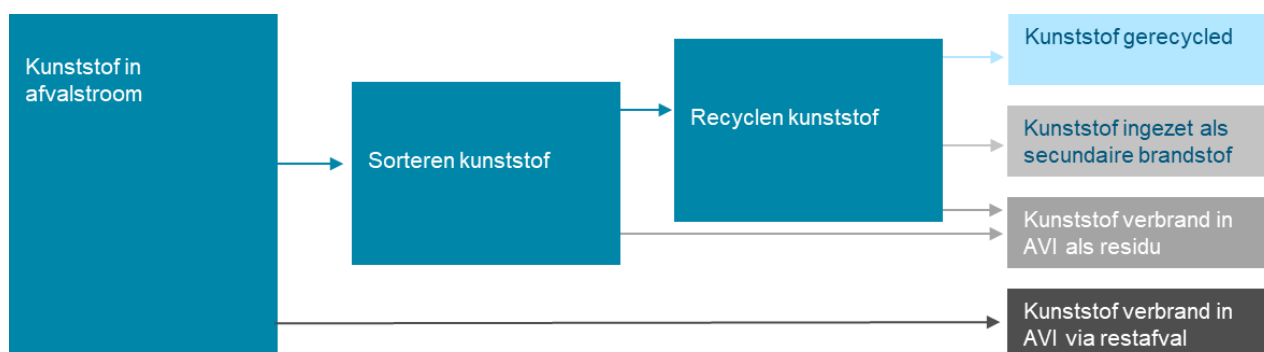 Kunststof in
afvalstroom
Sorteren kunststof
Recyclen kunststof
Kunststof gerecycled
Kunststof ingezet als
secundaire brandstof
Kunststof verbrand in
AVI als residu
Kunststof verbrand in
AVI via restafval